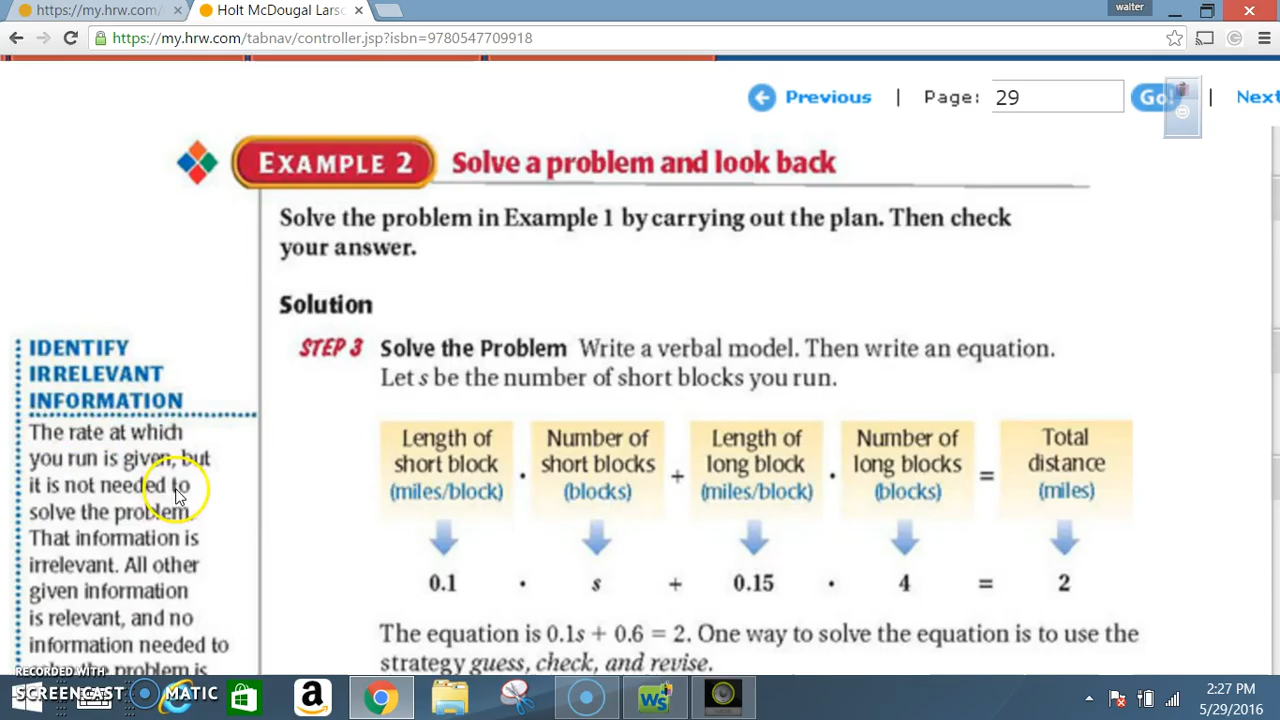 https://my.hrw.com/
Holt McDougal Lars
walter
https://my.hrw.com/tabnav/controller.jsp?isbn=9780547709918
Previous | Page: 29 Go! | Next
EXAMPLE 2 Solve a problem and look back
Solve the problem in Example 1 by carrying out the plan. Then check
your answer.
Solution
STEP 3 Solve the Problem Write a verbal model. Then write an equation.
Let s be the number of short blocks you run.
Length of short block (miles/block) · Number of short blocks (blocks) + Length of long block (miles/block) · Number of long blocks (blocks) = Total distance (miles)
0.1 · s + 0.15 · 4 = 2
The equation is 0.1s + 0.6 = 2. One way to solve the equation is to use the
strategy guess, check, and revise.
IDENTIFY
IRRELEVANT
INFORMATION
The rate at which
you run is given, but
it is not needed to
solve the problem.
That information is
irrelevant. All other
given information
is relevant, and no
information needed to
problem is
RECORDED WITH
SCREENCAST MATIC
WS
2:27 PM
5/29/2016